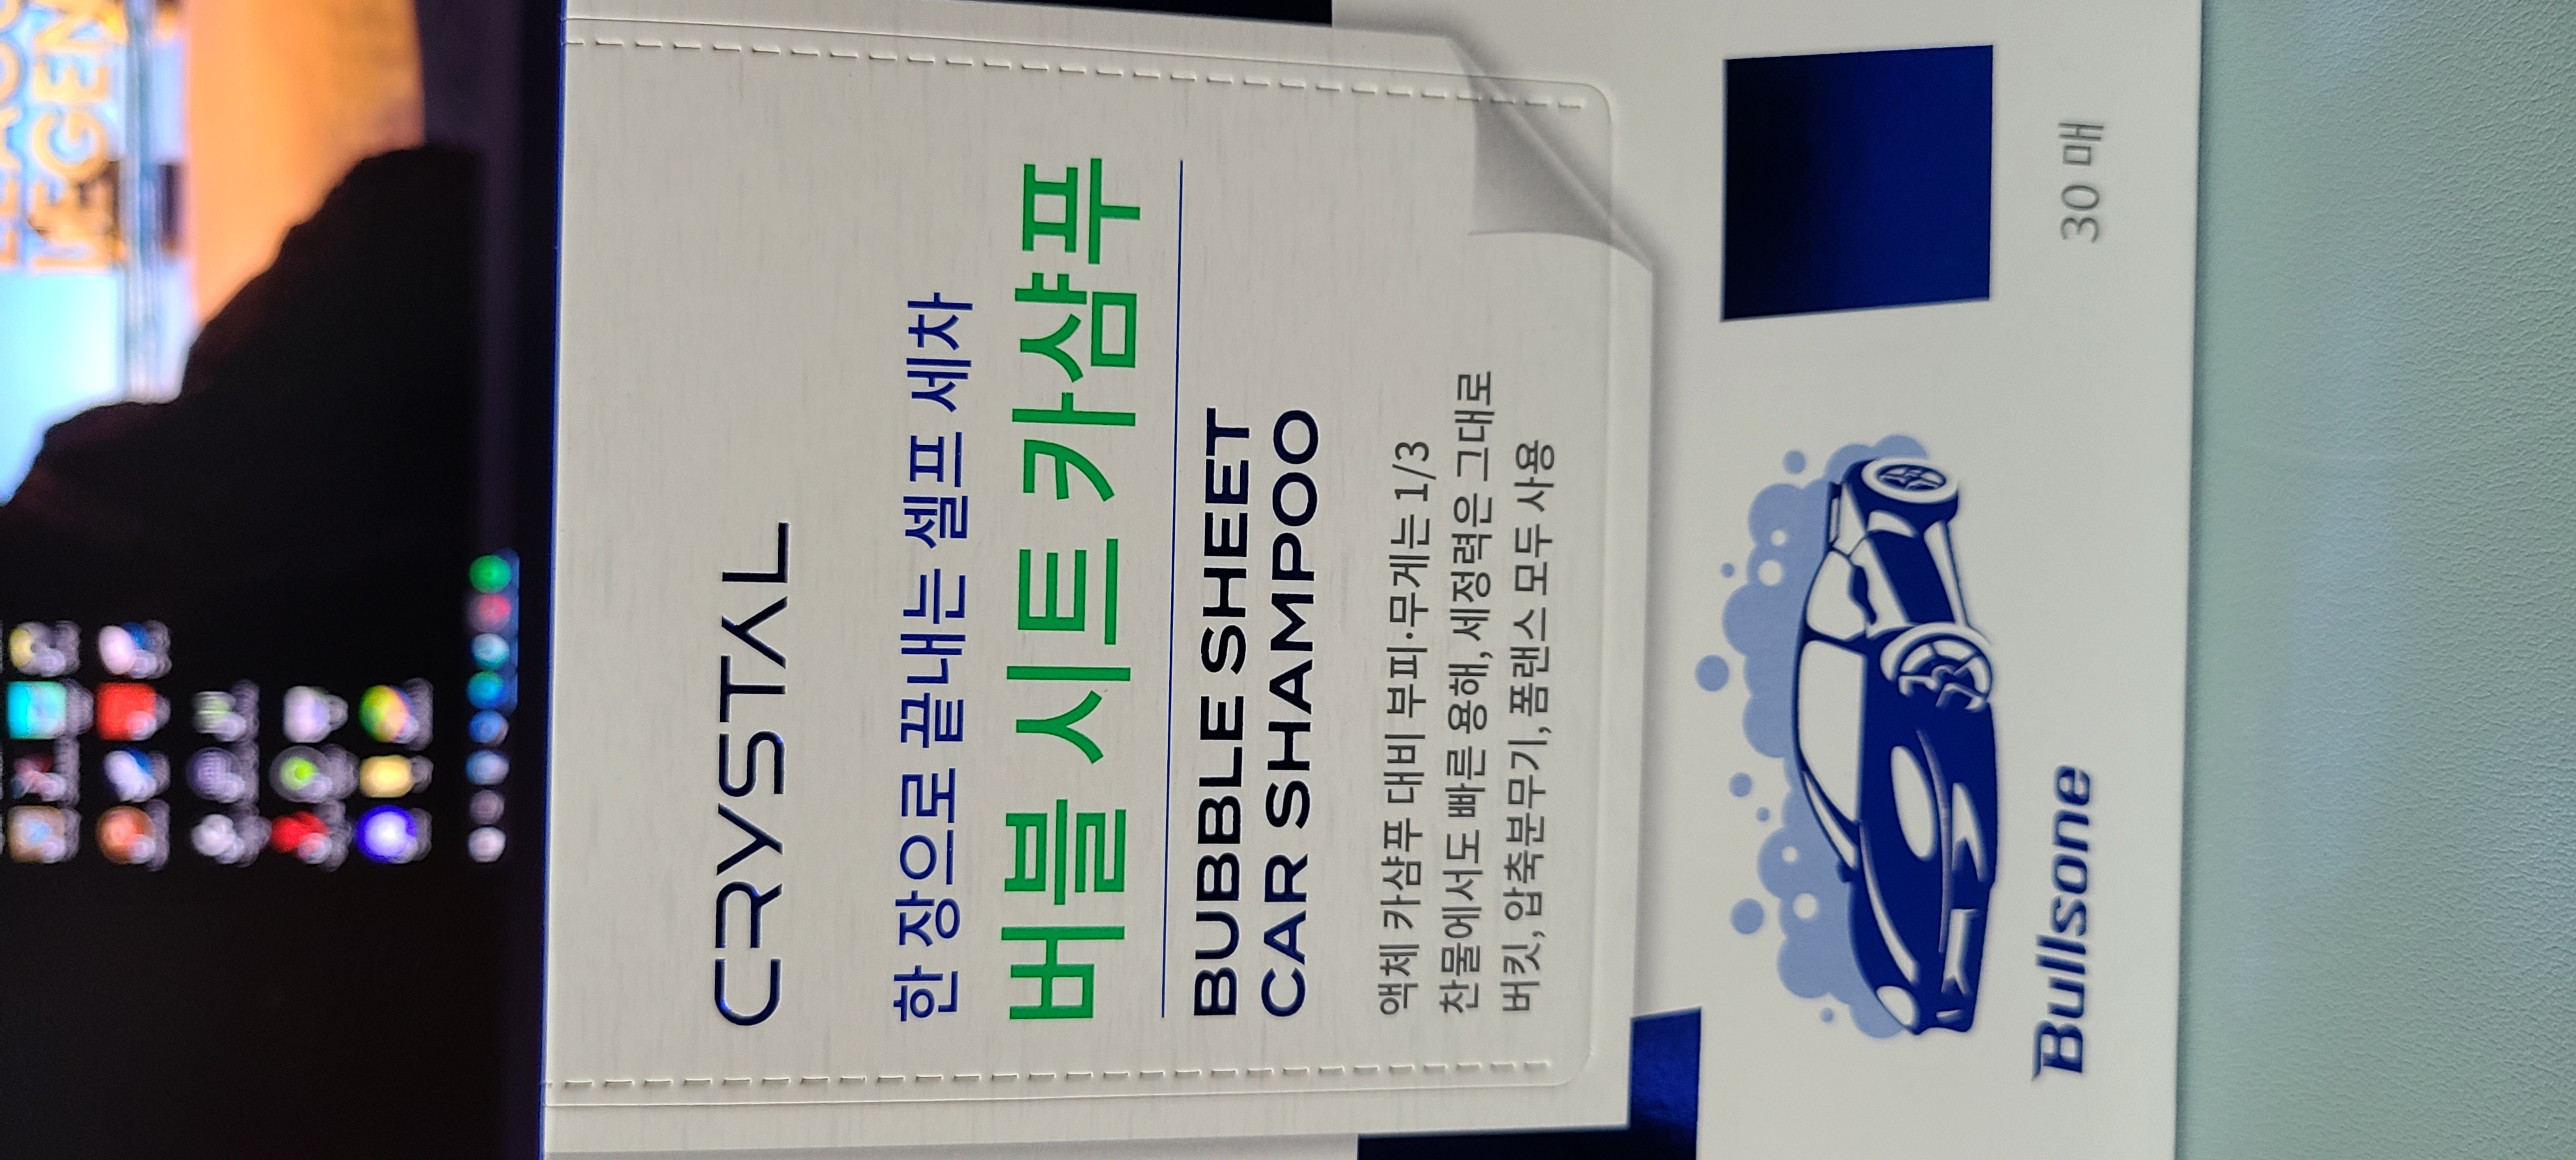 CRYSTAL
한 장으로 끝내는 셀프 세차
버블 시트 카샴푸
BUBBLE SHEET
CAR SHAMPOO
액체 카샴푸 대비 부피·무게는 1/3
찬물에서도 빠른 용해, 세정력은 그대로
버킷, 압축분무기, 폼랜스 모두 사용
Bullsone
30 매